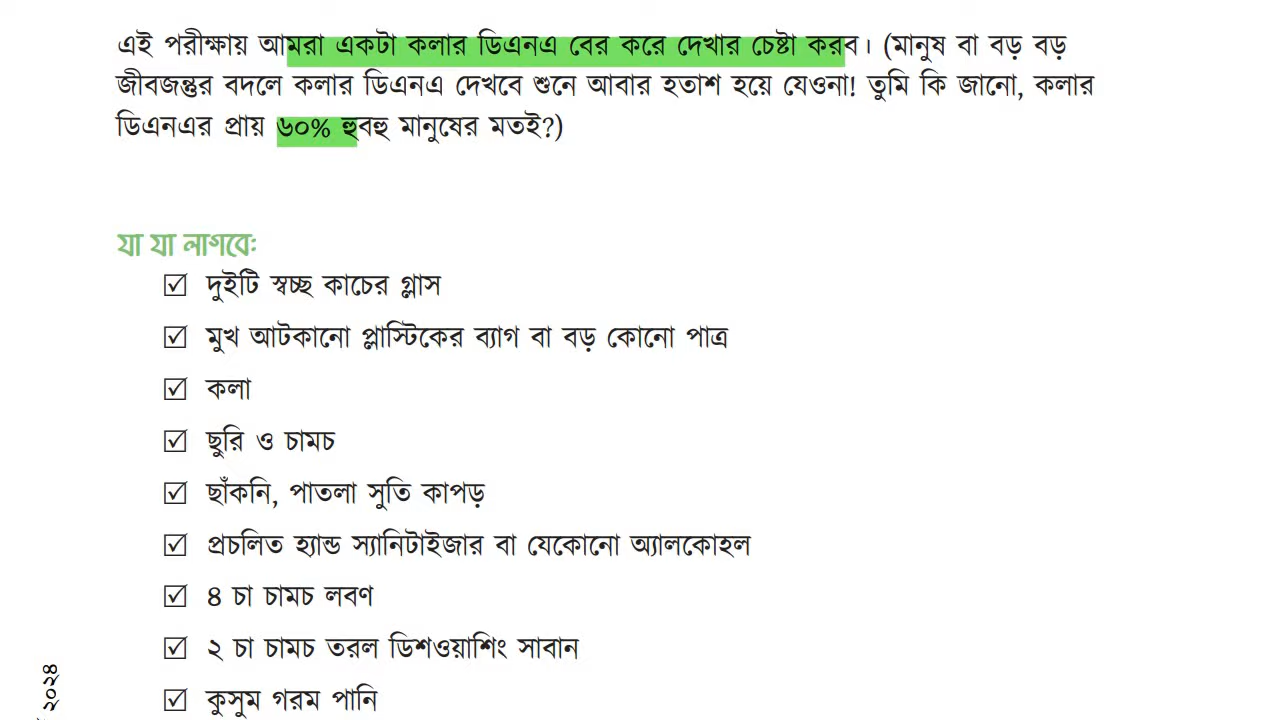 এই পরীক্ষায় আমরা একটা কলার ডিএনএ বের করে দেখার চেষ্টা করব। (মানুষ বা বড় বড়
জীবজন্তুর বদলে কলার ডিএনএ দেখবে শুনে আবার হতাশ হয়ে যেওনা! তুমি কি জানো, কলার
ডিএনএর প্রায় ৬০% হুবহু মানুষের মতই?)
যা যা লাগবে:
☑ দুইটি স্বচ্ছ কাচের গ্লাস
☑ মুখ আটকানো প্লাস্টিকের ব্যাগ বা বড় কোনো পাত্র
☑ কলা
☑ ছুরি ও চামচ
☑ ছাঁকনি, পাতলা সুতি কাপড়
☑ প্রচলিত হ্যান্ড স্যানিটাইজার বা যেকোনো অ্যালকোহল
☑ ৪ চা চামচ লবণ
☑ ২ চা চামচ তরল ডিশওয়াশিং সাবান
☑ কুসুম গরম পানি
২০২৪